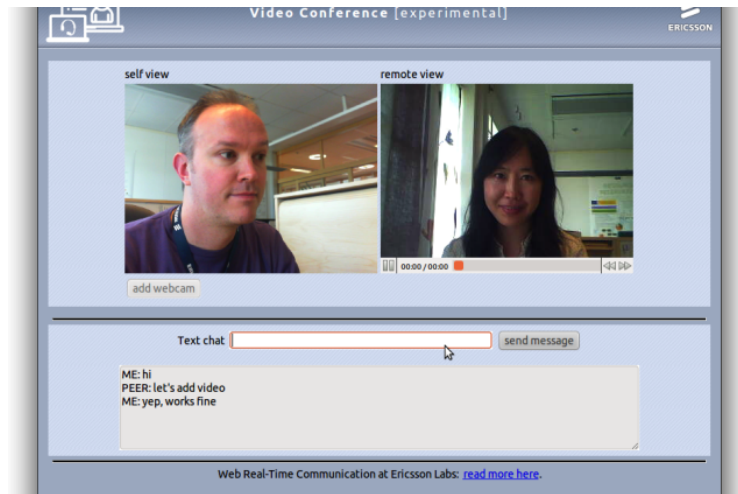 Video Conference [experimental]
ERICSSON
self view
remote view
00:00 / 00:00
add webcam
Text chat
send message
ME: hi
PEER: let's add video
ME: yep, works fine
Web Real-Time Communication at Ericsson Labs: read more here.